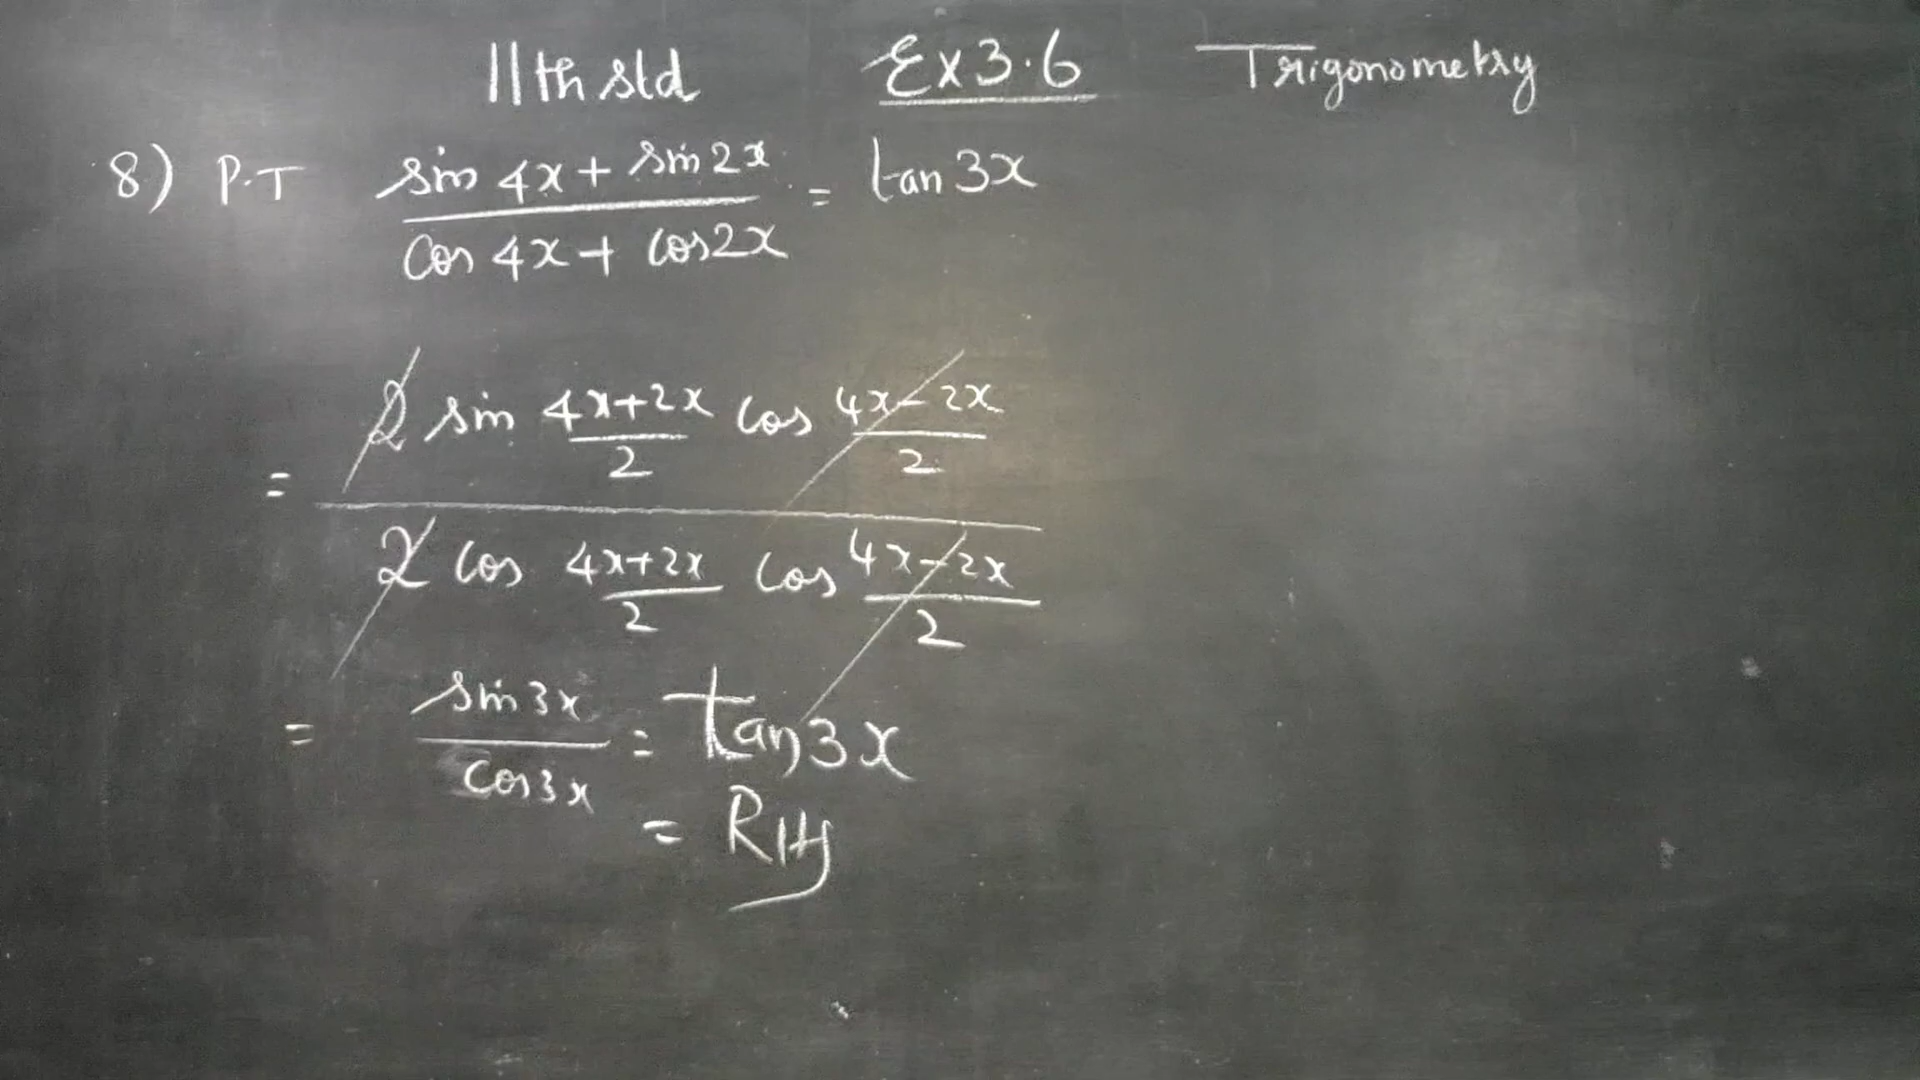 11th std Ex 3.6 Trigonometry
8) P.T (sin 4x + sin 2x) / (cos 4x + cos 2x) = tan 3x
= (2 sin (4x+2x)/2 cos (4x-2x)/2) / (2 cos (4x+2x)/2 cos (4x-2x)/2)
= sin 3x / cos 3x = tan 3x
= RHS